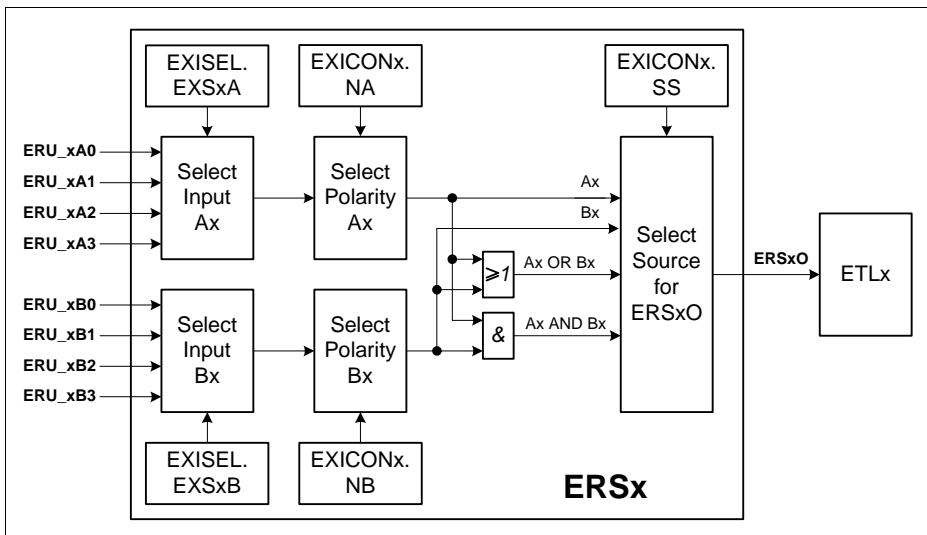 EXISEL.
EXSxA
EXICONx.
NA
EXICONx.
SS
ERU_xA0
ERU_xA1
ERU_xA2
ERU_xA3
Select
Input
Ax
Select
Polarity
Ax
Ax
Bx
≥1
Ax OR Bx
&
Ax AND Bx
Select
Source
for
ERSxO
ERSxO
ETLx
ERU_xB0
ERU_xB1
ERU_xB2
ERU_xB3
Select
Input
Bx
Select
Polarity
Bx
EXISEL.
EXSxB
EXICONx.
NB
ERSx